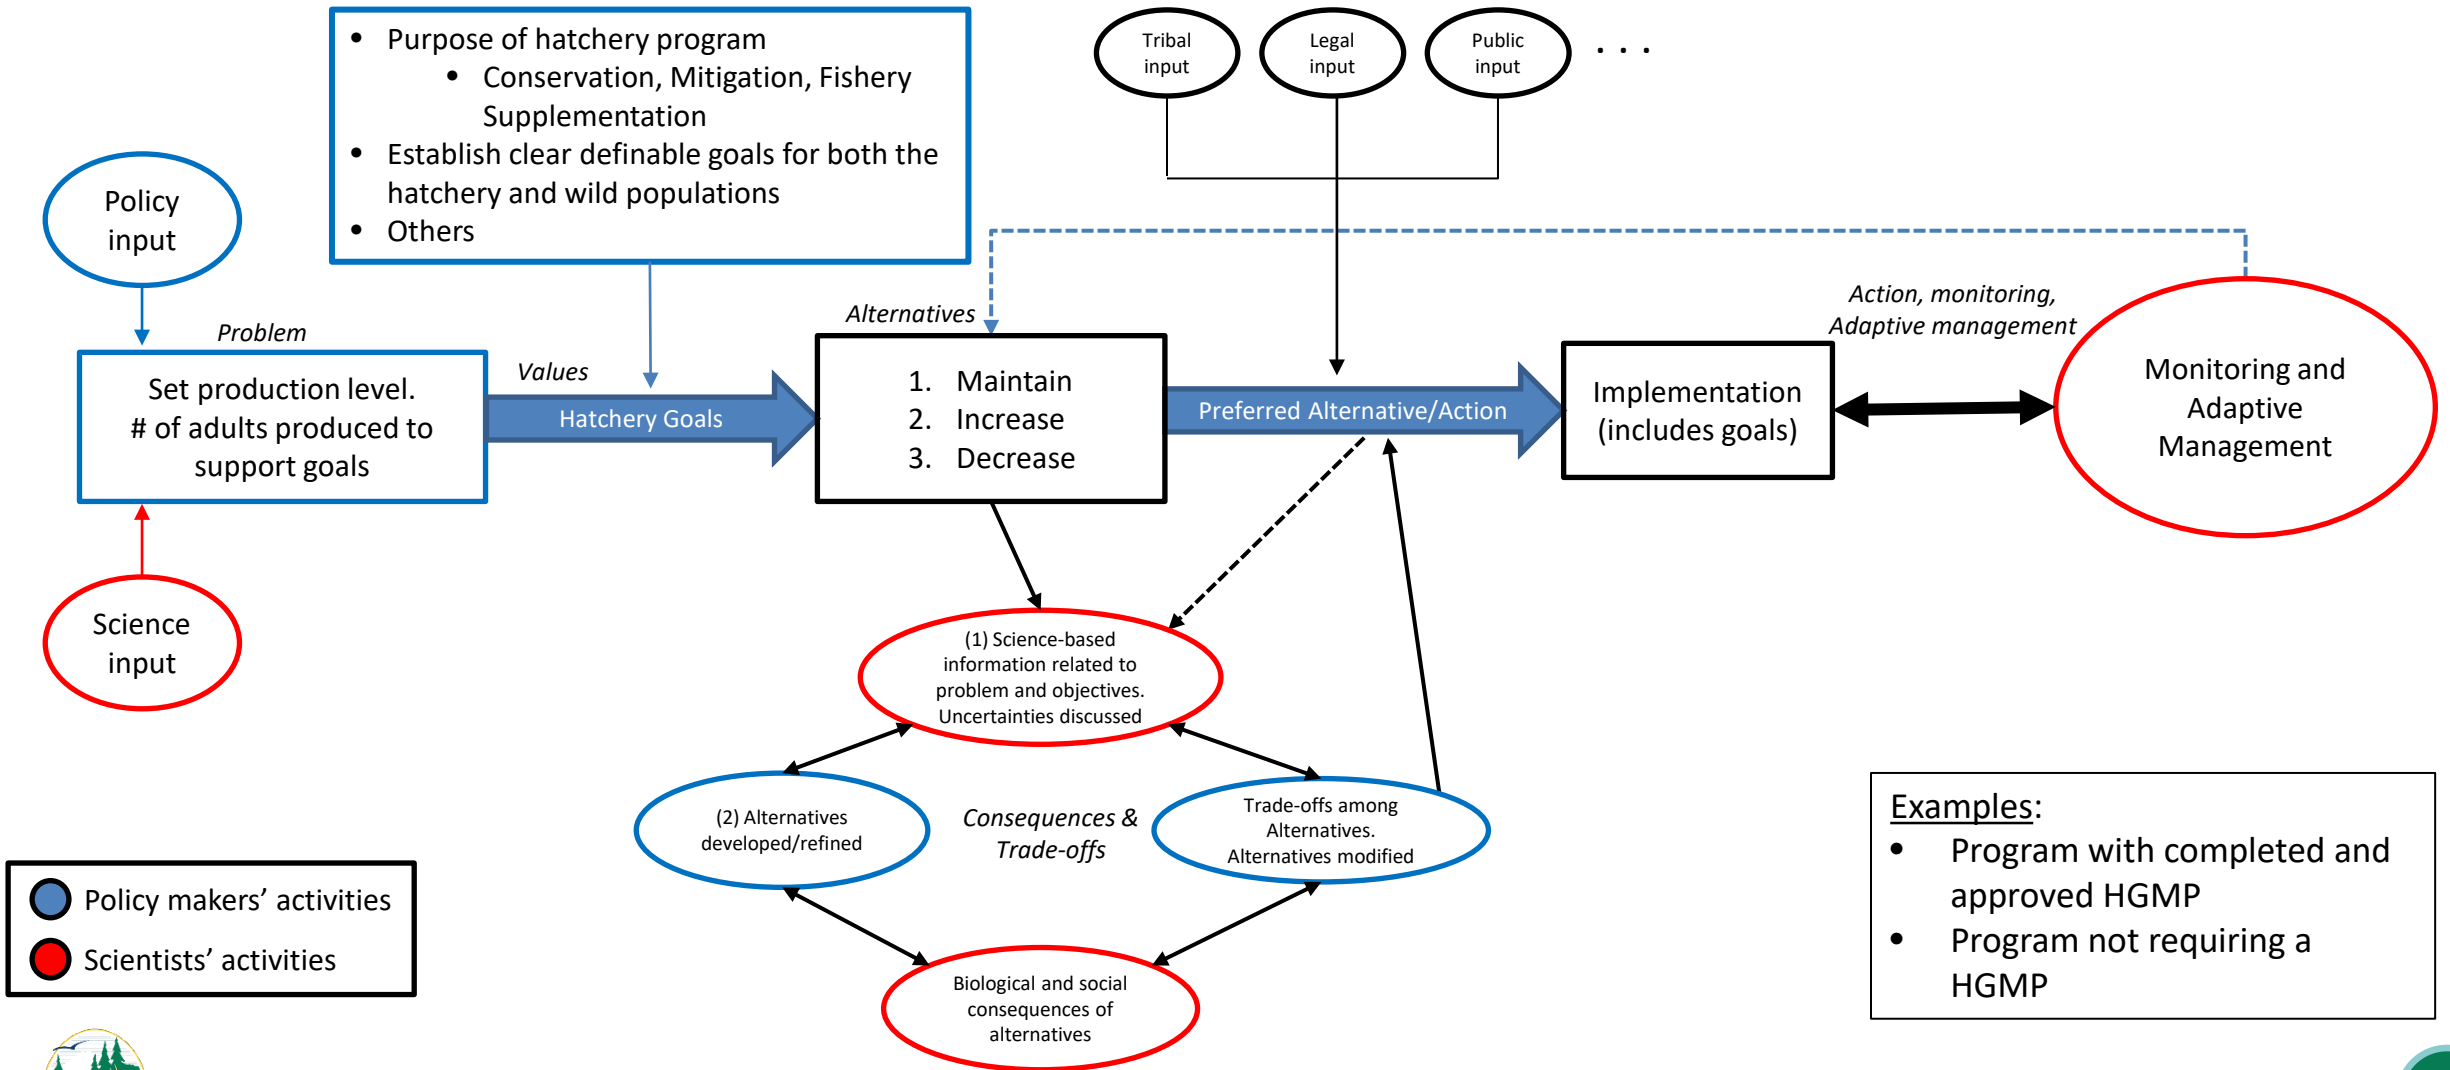 • Purpose of hatchery program
• Conservation, Mitigation, Fishery
Supplementation
• Establish clear definable goals for both the
hatchery and wild populations
• Others
Tribal
input
Legal
input
Public
input
. . .
Policy
input
Problem
Set production level.
# of adults produced to
support goals
Science
input
Values
Hatchery Goals
Alternatives
1. Maintain
2. Increase
3. Decrease
Preferred Alternative/Action
Implementation
(includes goals)
Action, monitoring,
Adaptive management
Monitoring and
Adaptive
Management
(1) Science-based
information related to
problem and objectives.
Uncertainties discussed
(2) Alternatives
developed/refined
Consequences &
Trade-offs
Trade-offs among
Alternatives.
Alternatives modified
Biological and social
consequences of
alternatives
Policy makers’ activities
Scientists’ activities
Examples:
• Program with completed and
approved HGMP
• Program not requiring a
HGMP